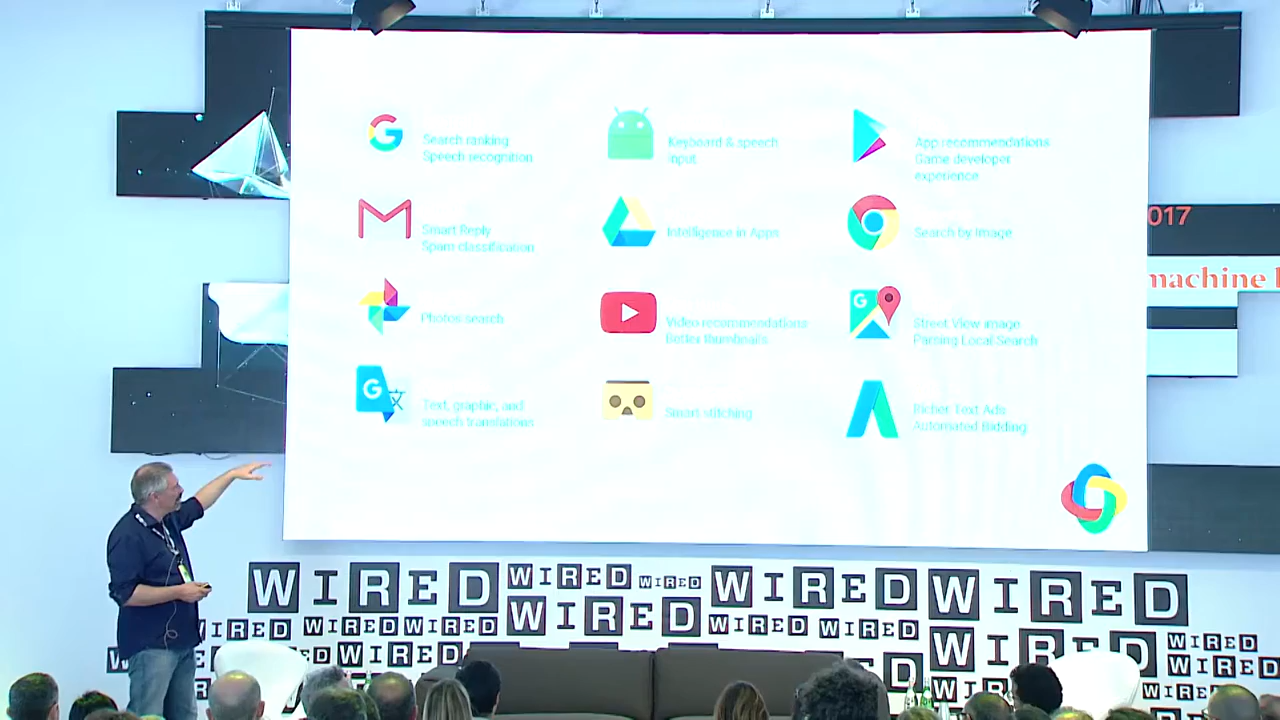 Search ranking
Speech recognition
Keyboard & speech
input
App recommendations
Game developer
experience
Smart Reply
Spam classification
Intelligence in Apps
Search by Image
Photos search
Video recommendations
Better thumbnails
Street View image
Parsing Local Search
Text, graphic, and
speech translations
Smart stitching
Richer Text Ads
Automated Bidding
017
machine
WIRED WIRED WIRED WIRED WIRED
WIRED
WIRED WIRED WIRED WIRED WIRED
WIRED WIRED
WIRED
WIRED
WIRED